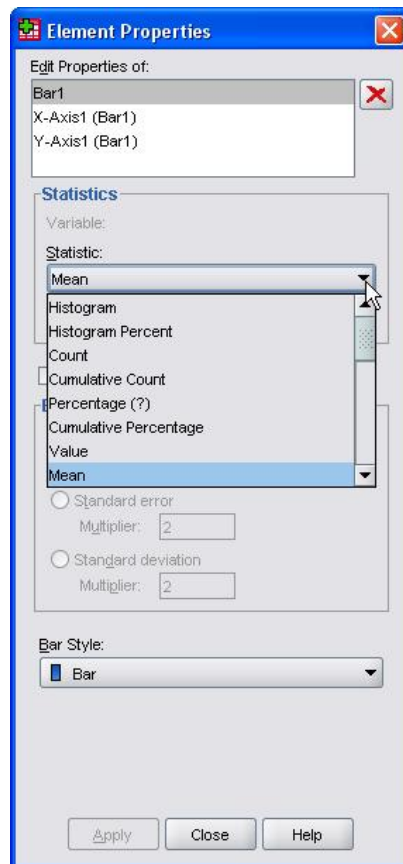 Element Properties
Edit Properties of:
Bar1
X-Axis1 (Bar1)
Y-Axis1 (Bar1)
Statistics
Variable:
Statistic:
Mean
Histogram
Histogram Percent
Count
Cumulative Count
Percentage (?)
Cumulative Percentage
Value
Mean
Standard error
Multiplier: 2
Standard deviation
Multiplier: 2
Bar Style:
Bar
Apply Close Help